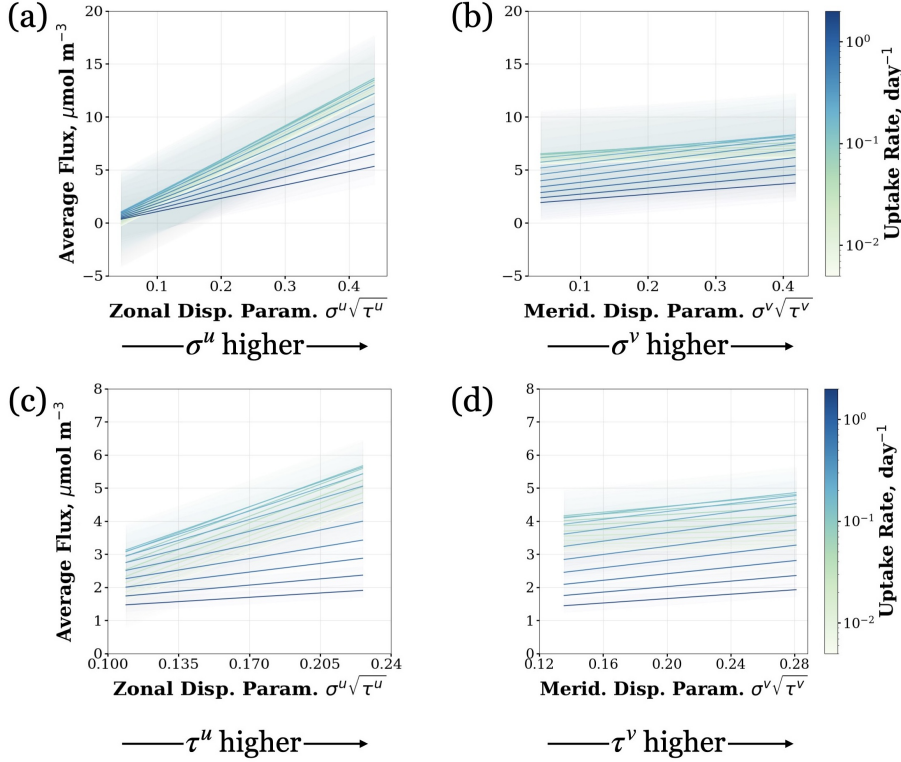 (a)
20
15
10
5
0
−5
Average Flux, μmol m⁻³
0.1 0.2 0.3 0.4
Zonal Disp. Param. σᵘ√τᵘ
σᵘ higher
(b)
20
15
10
5
0
−5
0.1 0.2 0.3 0.4
Merid. Disp. Param. σᵛ√τᵛ
σᵛ higher
10⁰
10⁻¹
10⁻²
Uptake Rate, day⁻¹
(c)
8
7
6
5
4
3
2
1
0
Average Flux, μmol m⁻³
0.100 0.135 0.170 0.205 0.24
Zonal Disp. Param. σᵘ√τᵘ
τᵘ higher
(d)
8
7
6
5
4
3
2
1
0
0.12 0.16 0.20 0.24 0.28
Merid. Disp. Param. σᵛ√τᵛ
τᵛ higher
10⁰
10⁻¹
10⁻²
Uptake Rate, day⁻¹